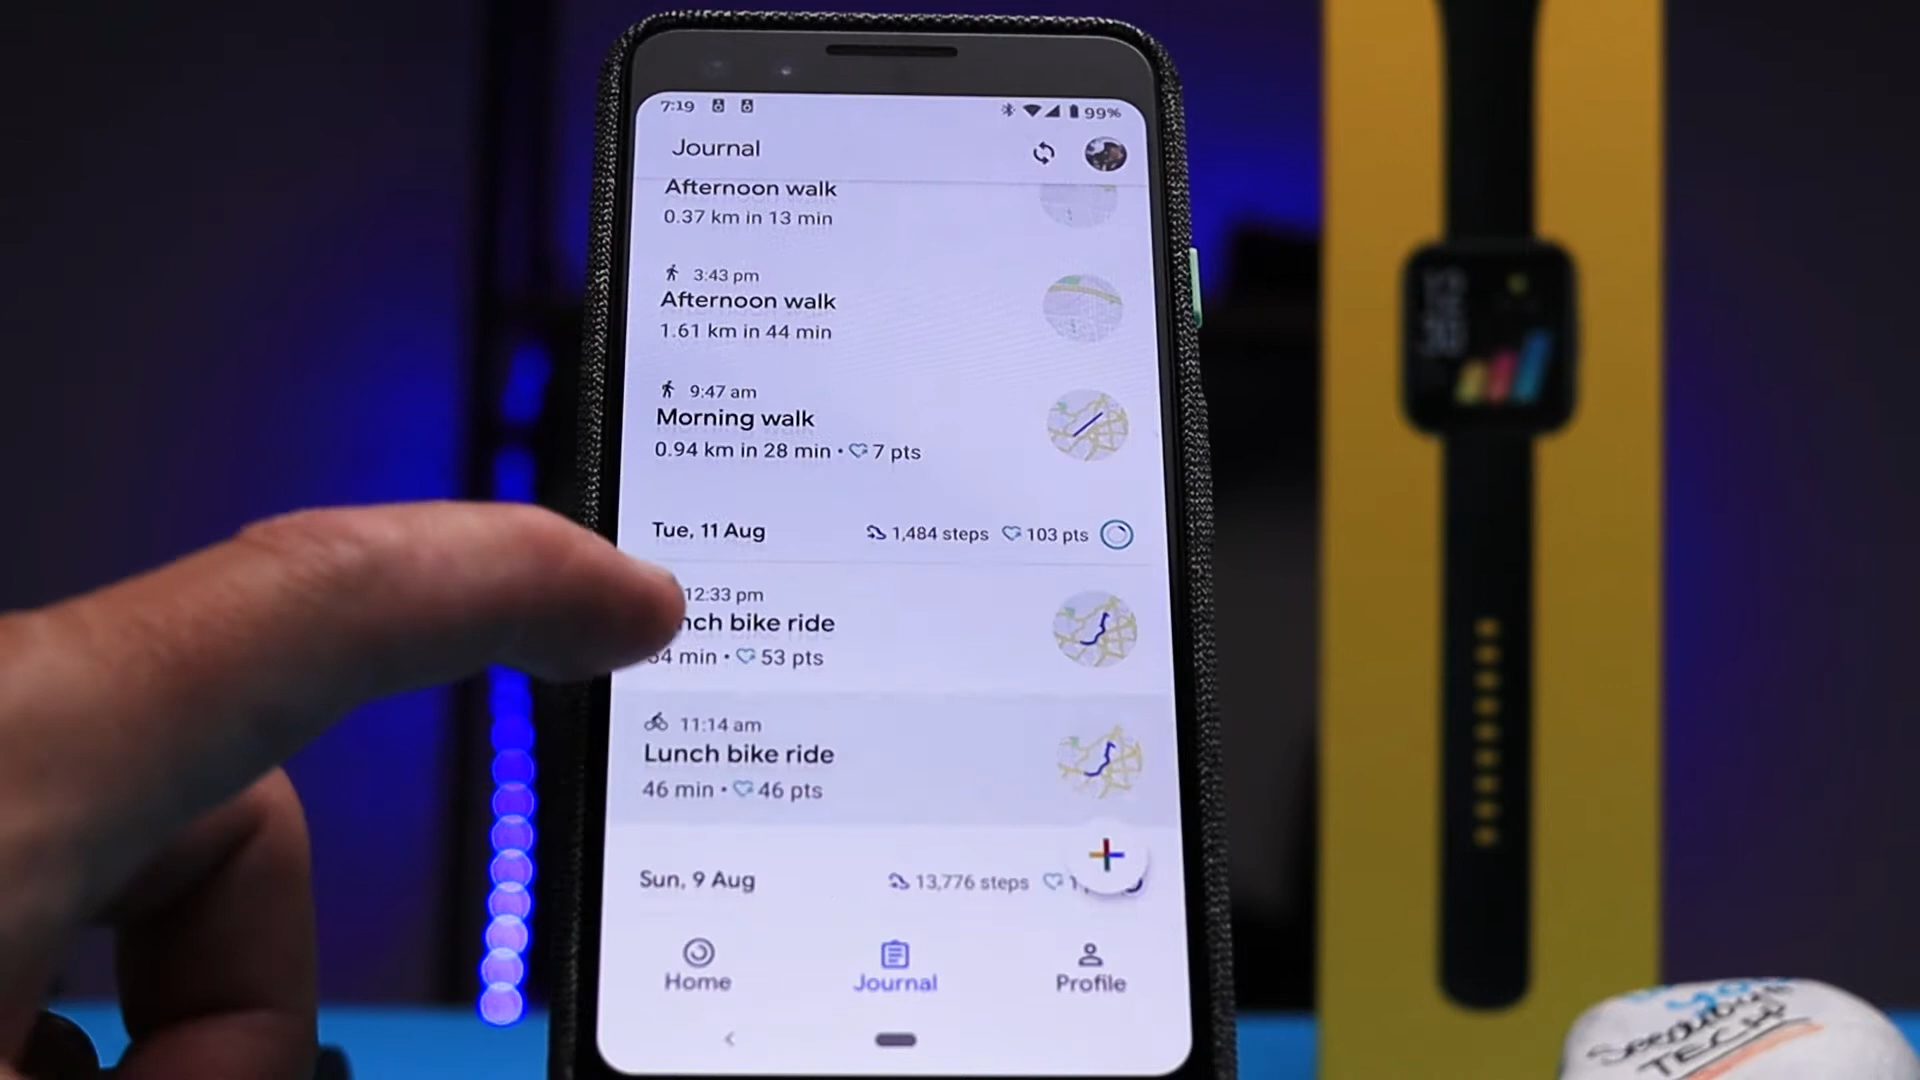 7:19 99%
Journal
Afternoon walk
0.37 km in 13 min
3:43 pm
Afternoon walk
1.61 km in 44 min
9:47 am
Morning walk
0.94 km in 28 min • 7 pts
Tue, 11 Aug 1,484 steps 103 pts
12:33 pm
nch bike ride
54 min • 53 pts
11:14 am
Lunch bike ride
46 min • 46 pts
Sun, 9 Aug 13,776 steps
Home Journal Profile
TECH